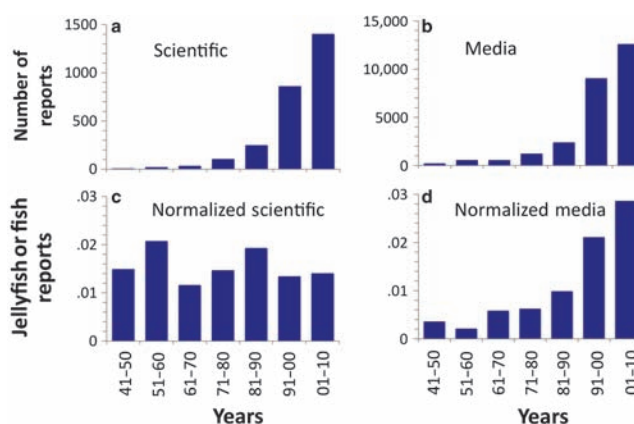 a
Scientific
Number of
reports
1500
1000
500
0
b
Media
15,000
10,000
5000
0
c
Normalized scientific
Jellyfish or fish
reports
.03
.02
.01
0
41–50
51–60
61–70
71–80
81–90
91–00
01–10
Years
d
Normalized media
.03
.02
.01
0
41–50
51–60
61–70
71–80
81–90
91–00
01–10
Years